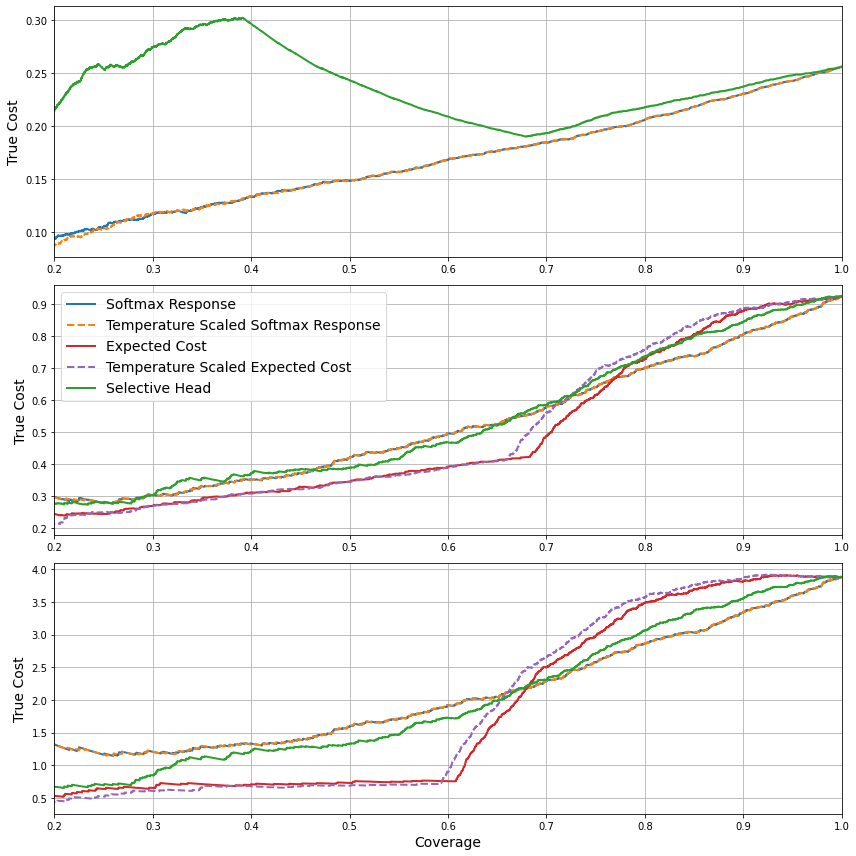 0.30
0.25
0.20
0.15
0.10
True Cost
0.2 0.3 0.4 0.5 0.6 0.7 0.8 0.9 1.0
0.9
0.8
0.7
0.6
0.5
0.4
0.3
0.2
True Cost
Softmax Response
Temperature Scaled Softmax Response
Expected Cost
Temperature Scaled Expected Cost
Selective Head
0.2 0.3 0.4 0.5 0.6 0.7 0.8 0.9 1.0
4.0
3.5
3.0
2.5
2.0
1.5
1.0
0.5
True Cost
0.2 0.3 0.4 0.5 0.6 0.7 0.8 0.9 1.0
Coverage